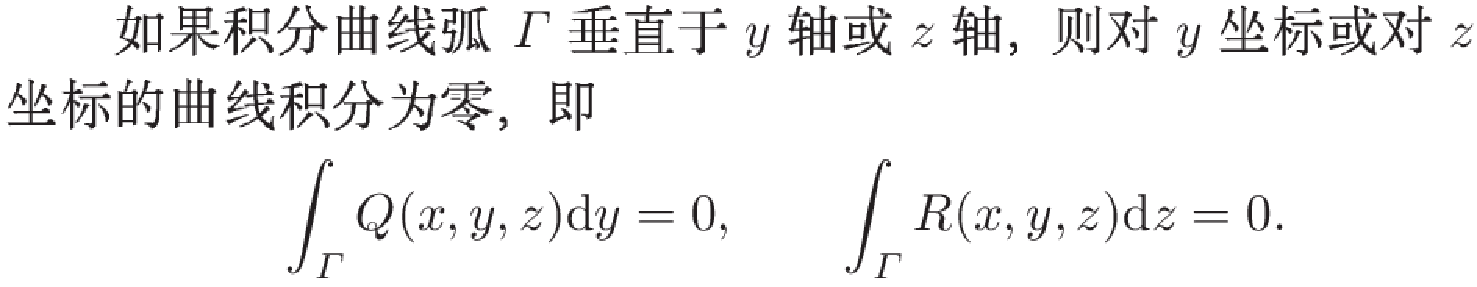 如果积分曲线弧 Γ 垂直于 y 轴或 z 轴, 则对 y 坐标或对 z
坐标的曲线积分为零, 即
∫_Γ Q(x, y, z)dy = 0, ∫_Γ R(x, y, z)dz = 0.